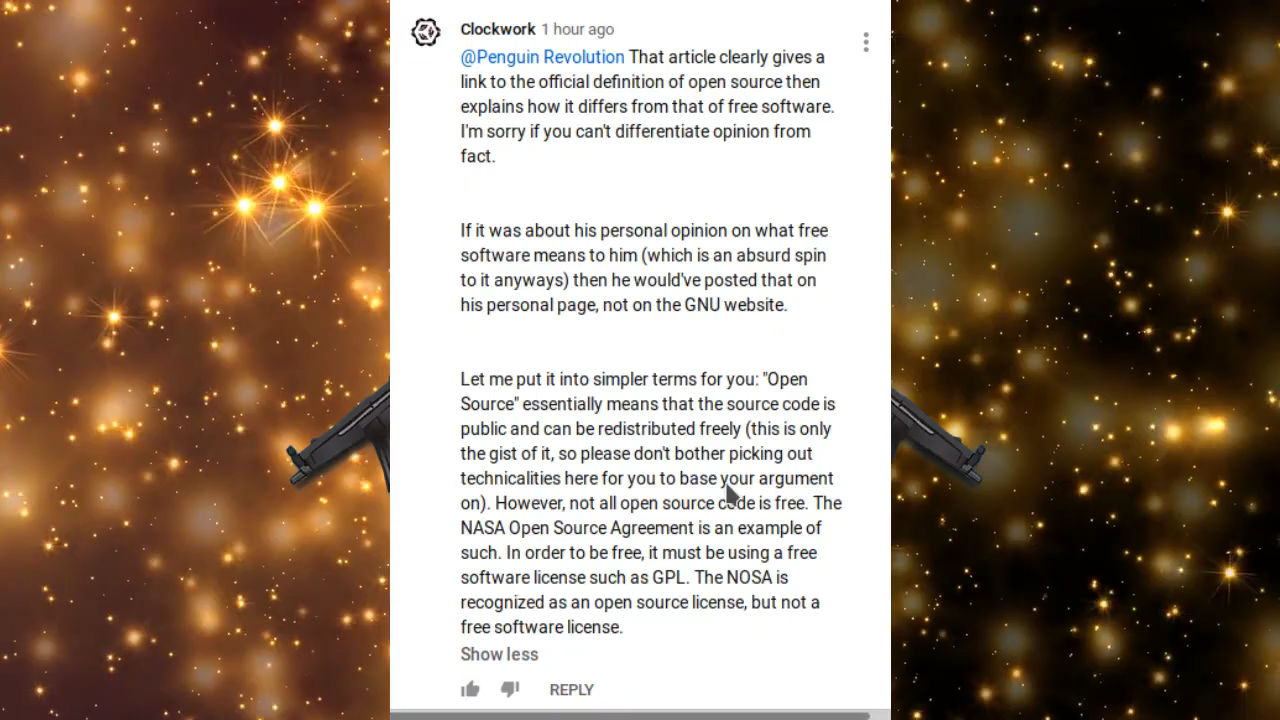 Clockwork 1 hour ago
@Penguin Revolution That article clearly gives a
link to the official definition of open source then
explains how it differs from that of free software.
I'm sorry if you can't differentiate opinion from
fact.
If it was about his personal opinion on what free
software means to him (which is an absurd spin
to it anyways) then he would've posted that on
his personal page, not on the GNU website.
Let me put it into simpler terms for you: "Open
Source" essentially means that the source code is
public and can be redistributed freely (this is only
the gist of it, so please don't bother picking out
technicalities here for you to base your argument
on). However, not all open source code is free. The
NASA Open Source Agreement is an example of
such. In order to be free, it must be using a free
software license such as GPL. The NOSA is
recognized as an open source license, but not a
free software license.
Show less
REPLY